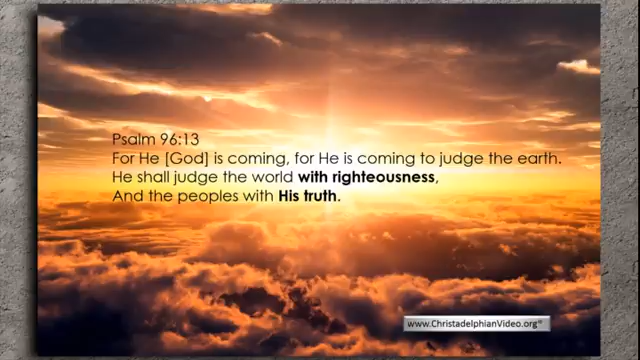 Psalm 96:13
For He [God] is coming, for He is coming to judge the earth.
He shall judge the world with righteousness,
And the peoples with His truth.
www.ChristadelphianVideo.org®